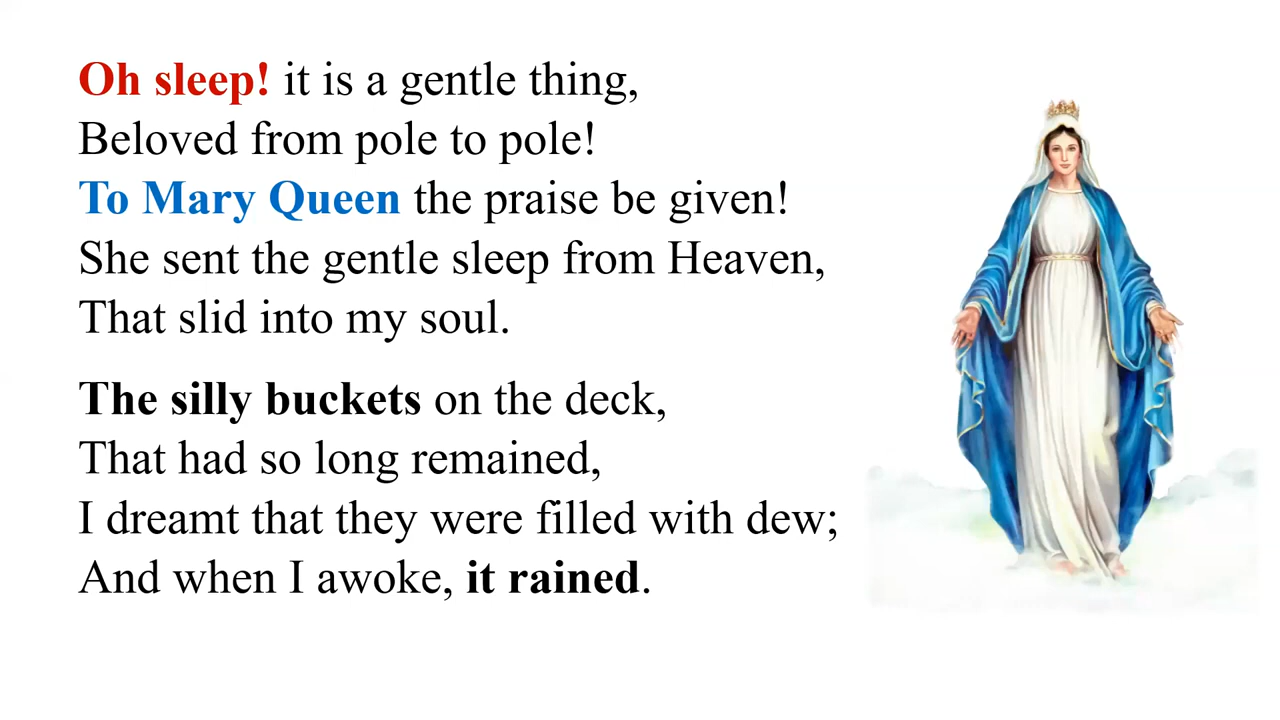 Oh sleep! it is a gentle thing,
Beloved from pole to pole!
To Mary Queen the praise be given!
She sent the gentle sleep from Heaven,
That slid into my soul.
The silly buckets on the deck,
That had so long remained,
I dreamt that they were filled with dew;
And when I awoke, it rained.